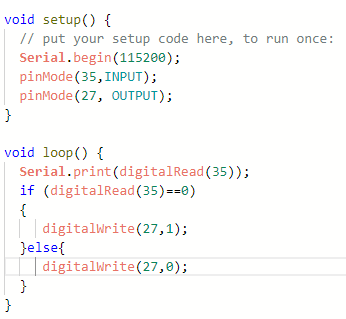 void setup() {
  // put your setup code here, to run once:
  Serial.begin(115200);
  pinMode(35,INPUT);
  pinMode(27, OUTPUT);
}

void loop() {
  Serial.print(digitalRead(35));
  if (digitalRead(35)==0)
  {
     digitalWrite(27,1);
  }else{
     digitalWrite(27,0);
  }
}